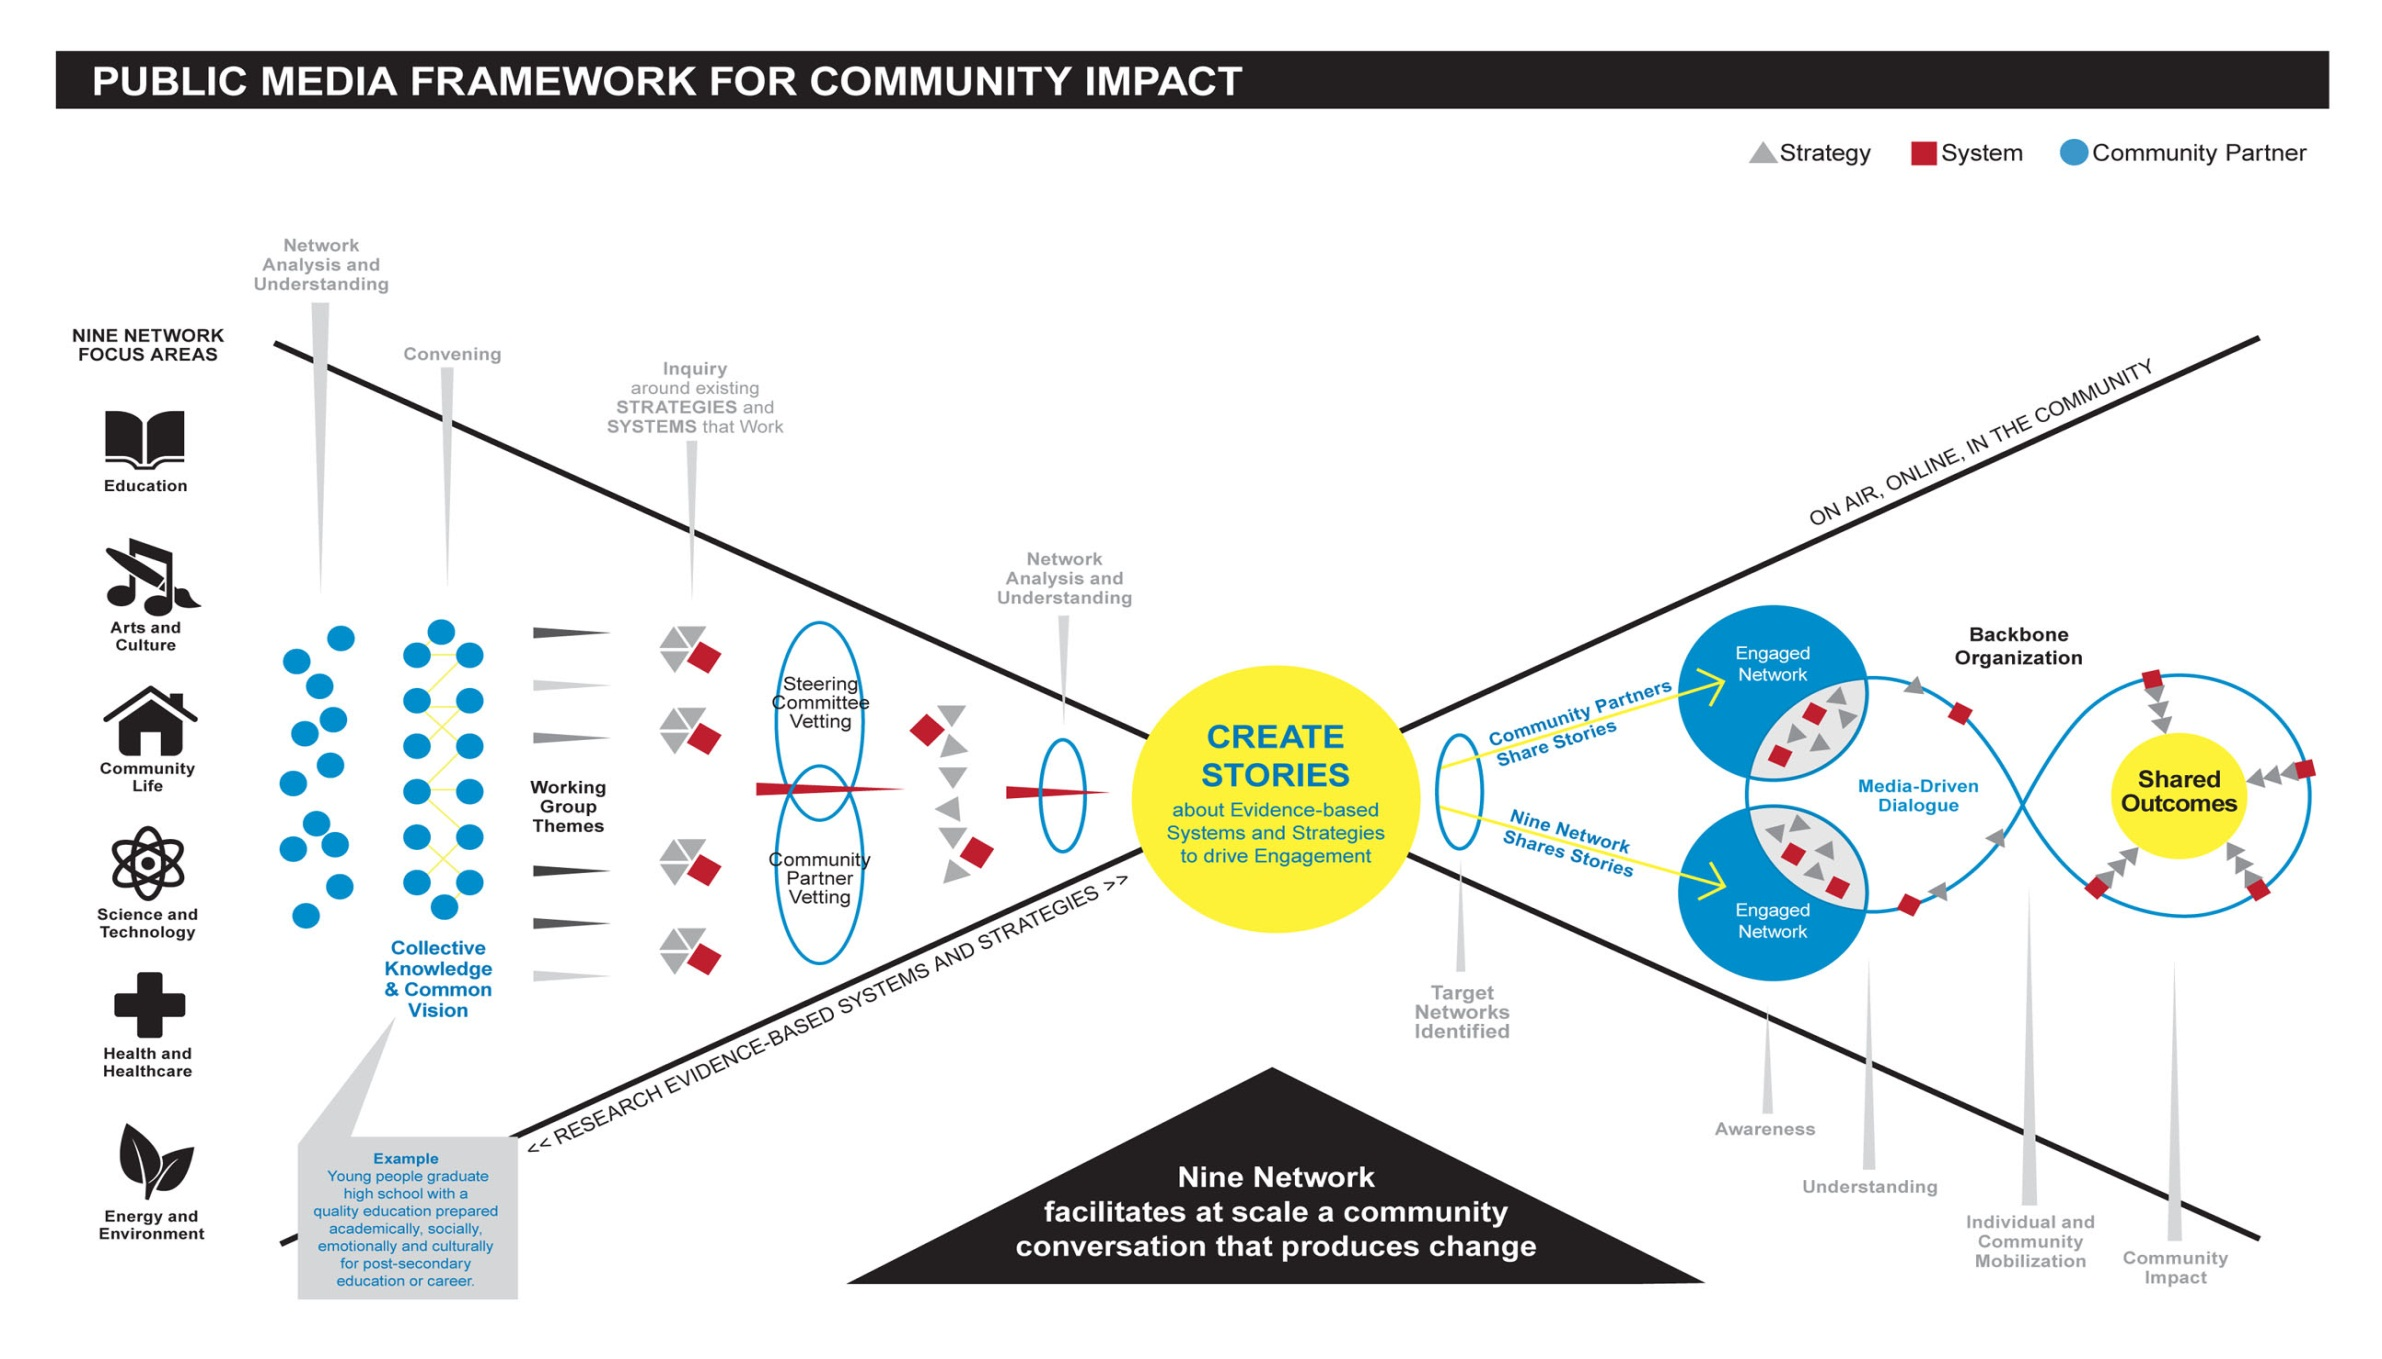 PUBLIC MEDIA FRAMEWORK FOR COMMUNITY IMPACT
Strategy
System
Community Partner
NINE NETWORK
FOCUS AREAS
Education
Arts and
Culture
Community
Life
Science and
Technology
Health and
Healthcare
Energy and
Environment
Network
Analysis and
Understanding
Convening
Collective
Knowledge
& Common
Vision
Example
Young people graduate
high school with a
quality education prepared
academically, socially,
emotionally and culturally
for post-secondary
education or career.
Working
Group
Themes
Inquiry
around existing
STRATEGIES and
SYSTEMS that Work
Steering
Committee
Vetting
Community
Partner
Vetting
Network
Analysis and
Understanding
<< RESEARCH EVIDENCE-BASED SYSTEMS AND STRATEGIES >>
CREATE
STORIES
about Evidence-based
Systems and Strategies
to drive Engagement
Nine Network
facilitates at scale a community
conversation that produces change
Target
Networks
Identified
Community Partners
Share Stories
Nine Network
Shares Stories
ON AIR, ONLINE, IN THE COMMUNITY
Engaged
Network
Engaged
Network
Media-Driven
Dialogue
Backbone
Organization
Shared
Outcomes
Awareness
Understanding
Individual and
Community
Mobilization
Community
Impact